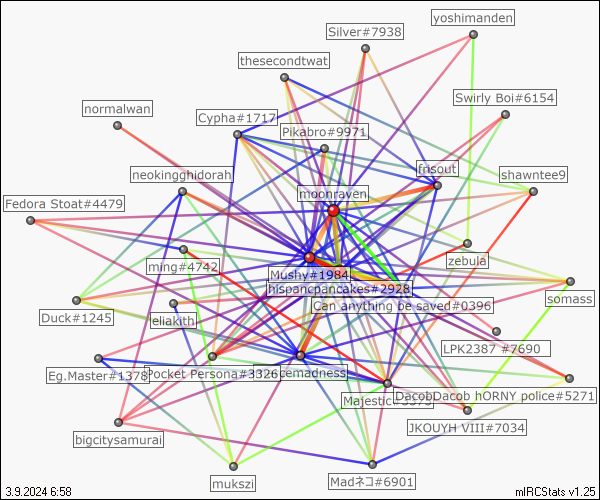 yoshimanden
Silver#7938
thesecondtwat
Swirly Boi#6154
normalwan
Cypha#1717
Pikabro#9971
frisout
shawntee9
neokingghidorah
moonraven
Fedora Stoat#4479
zebula
ming#4742
Mushy#1984
hispanopancakes#2928
somass
Can anything be saved#0396
Duck#1245
eliakith
LPK2387 #7690
Eg.Master#1378
Pocket Persona#3326
cemadness
DacobDacob hORNY police#5271
JKOUYH VIII#7034
bigcitysamurai
mukszi
Madネコ#6901
3.9.2024 6:58
mIRCStats v1.25